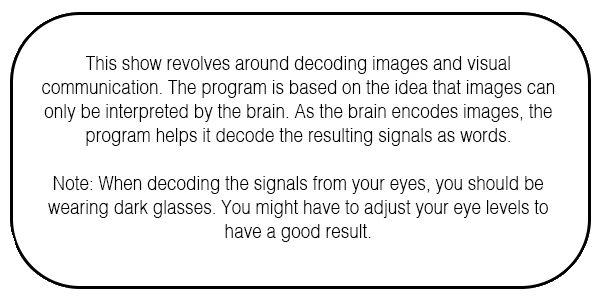 This show revolves around decoding images and visual
communication. The program is based on the idea that images can
only be interpreted by the brain. As the brain encodes images, the
program helps it decode the resulting signals as words.
Note: When decoding the signals from your eyes, you should be
wearing dark glasses. You might have to adjust your eye levels to
have a good result.